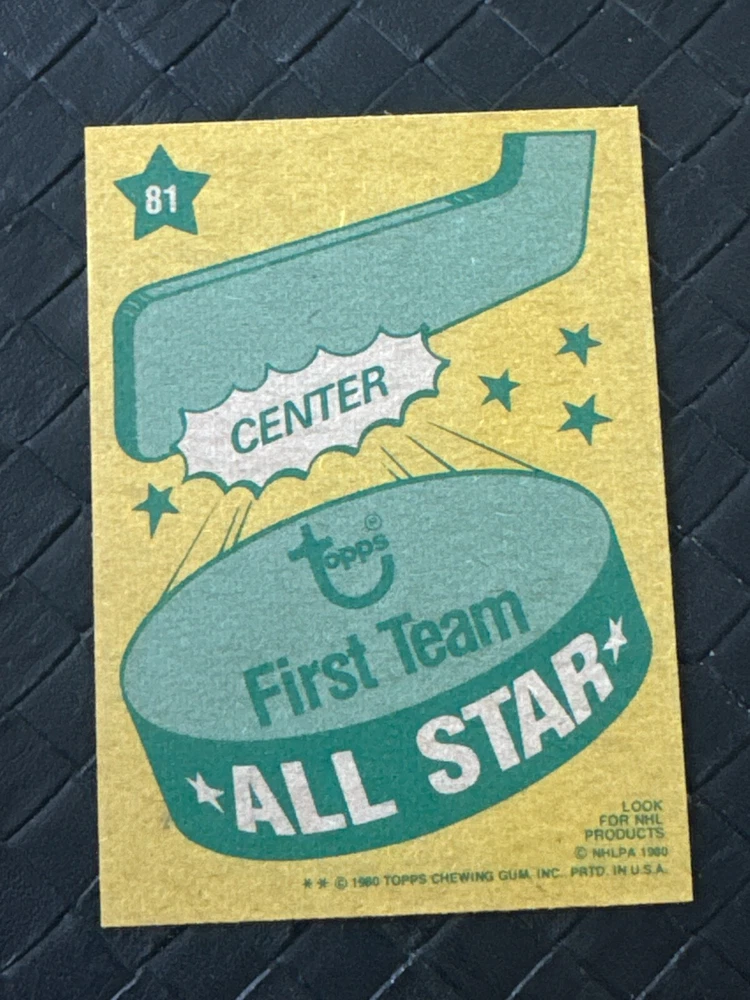 81
CENTER
topps®
First Team
ALL STAR
LOOK
FOR NHL
PRODUCTS
© NHLPA 1980
** © 1980 TOPPS CHEWING GUM, INC. PRTD. IN U.S.A.